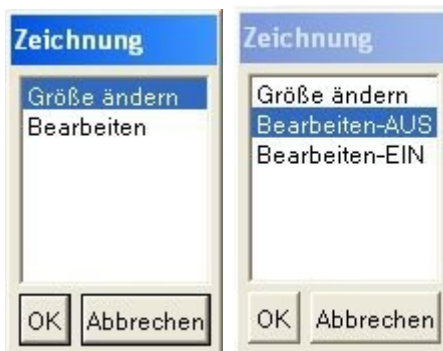 Zeichnung
Größe ändern
Bearbeiten
OK Abbrechen
Zeichnung
Größe ändern
Bearbeiten-AUS
Bearbeiten-EIN
OK Abbrechen